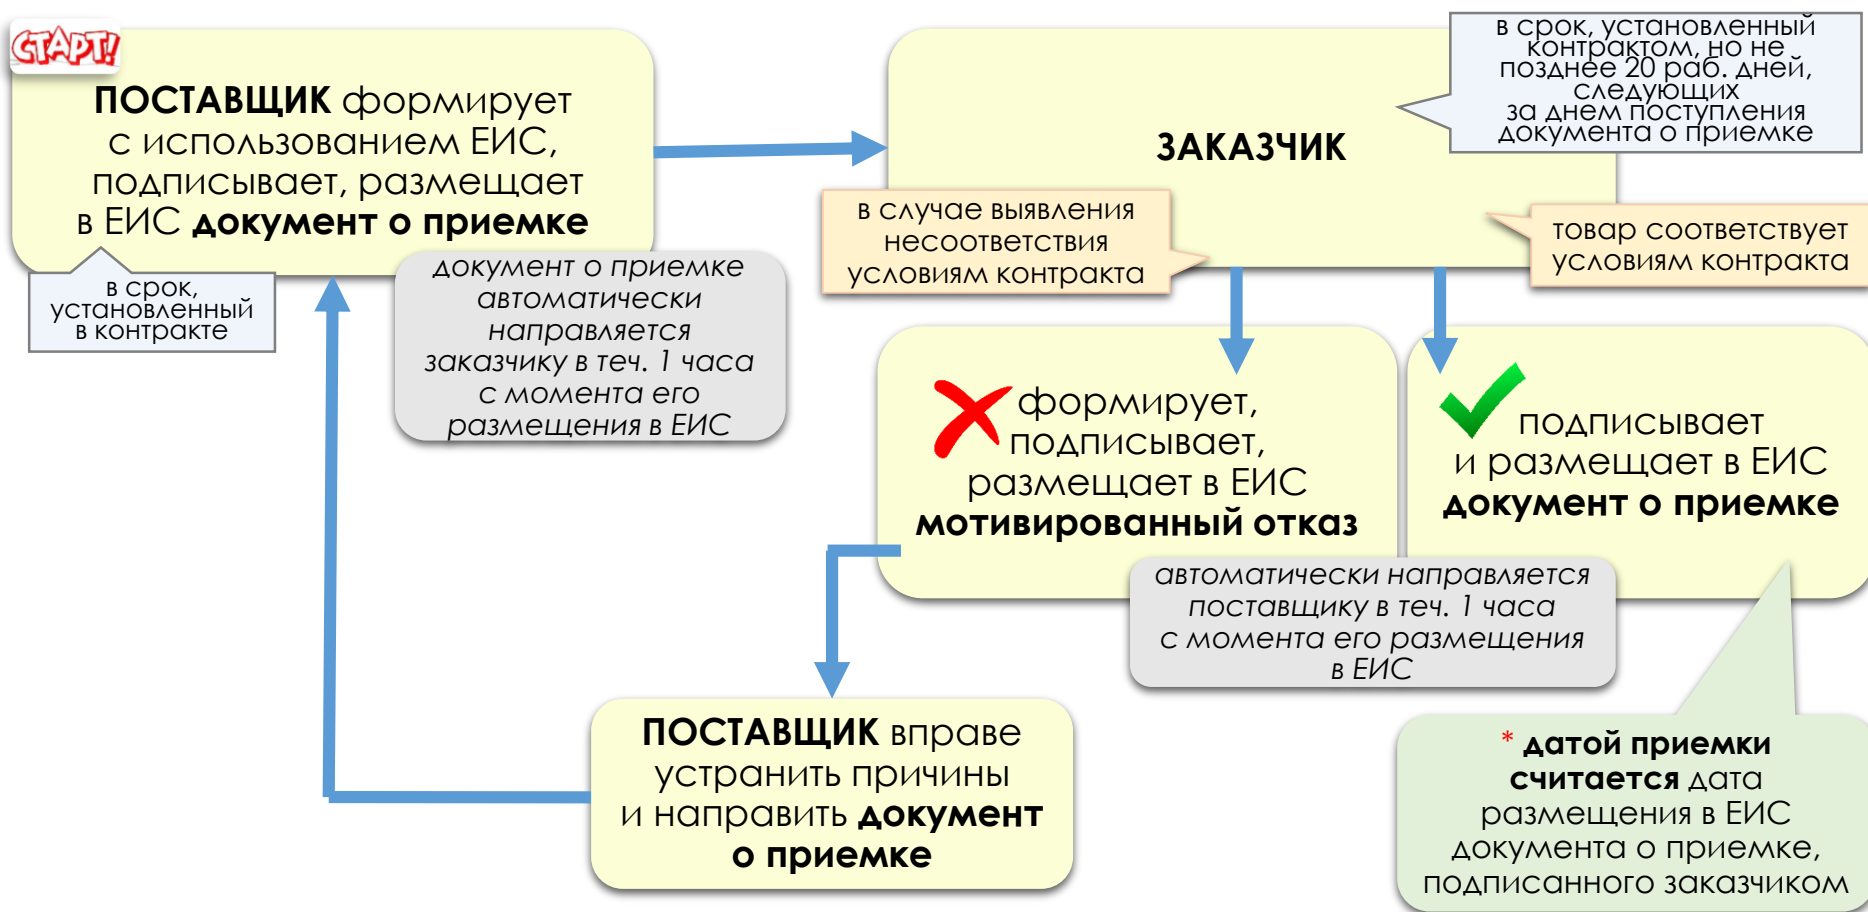 СТАРТ!
ПОСТАВЩИК формирует
с использованием ЕИС,
подписывает, размещает
в ЕИС документ о приемке
в срок,
установленный
в контракте
документ о приемке
автоматически
направляется
заказчику в теч. 1 часа
с момента его
размещения в ЕИС
ЗАКАЗЧИК
в срок, установленный
контрактом, но не
позднее 20 раб. дней,
следующих
за днем поступления
документа о приемке
в случае выявления
несоответствия
условиям контракта
товар соответствует
условиям контракта
формирует,
подписывает,
размещает в ЕИС
мотивированный отказ
подписывает
и размещает в ЕИС
документ о приемке
автоматически направляется
поставщику в теч. 1 часа
с момента его размещения
в ЕИС
ПОСТАВЩИК вправе
устранить причины
и направить документ
о приемке
* датой приемки
считается дата
размещения в ЕИС
документа о приемке,
подписанного заказчиком